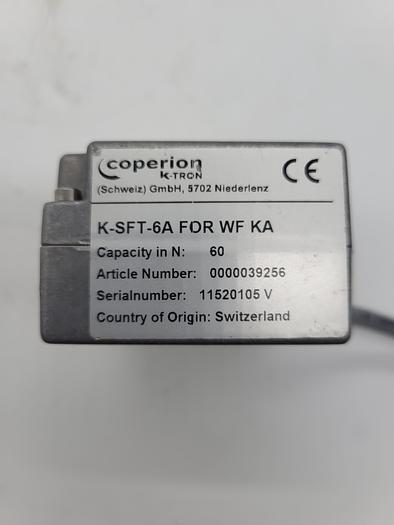 coperion
K-TRON
(Schweiz) GmbH, 5702 Niederlenz
CE
K-SFT-6A FOR WF KA
Capacity in N: 60
Article Number: 0000039256
Serialnumber: 11520105 V
Country of Origin: Switzerland